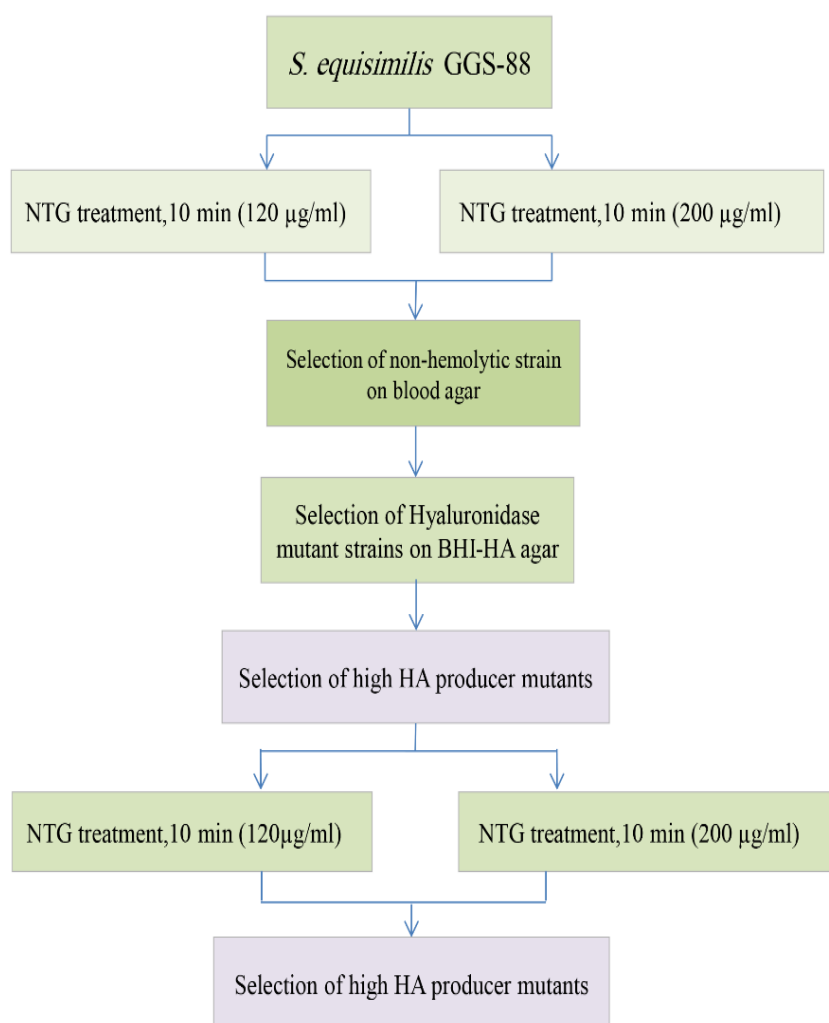 S. equisimilis GGS-88
NTG treatment,10 min (120 µg/ml)
NTG treatment,10 min (200 µg/ml)
Selection of non-hemolytic strain
on blood agar
Selection of Hyaluronidase
mutant strains on BHI-HA agar
Selection of high HA producer mutants
NTG treatment,10 min (120µg/ml)
NTG treatment,10 min (200 µg/ml)
Selection of high HA producer mutants